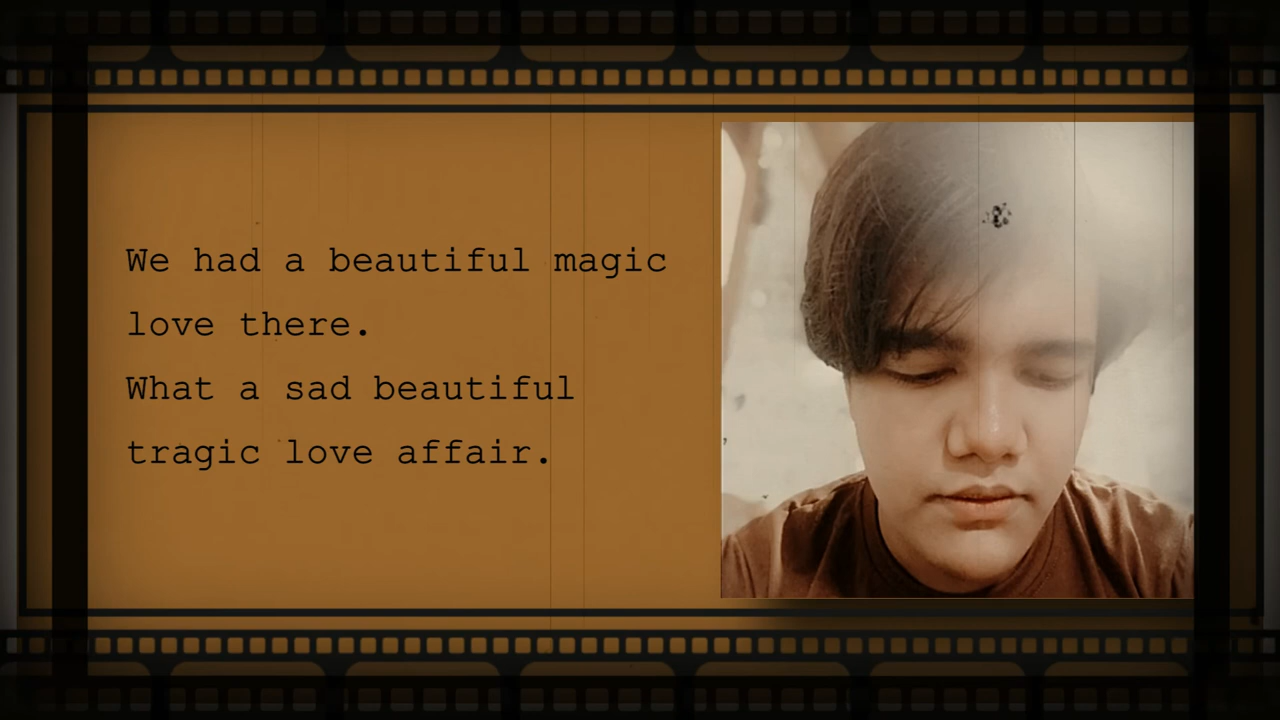 We had a beautiful magic
love there.
What a sad beautiful
tragic love affair.